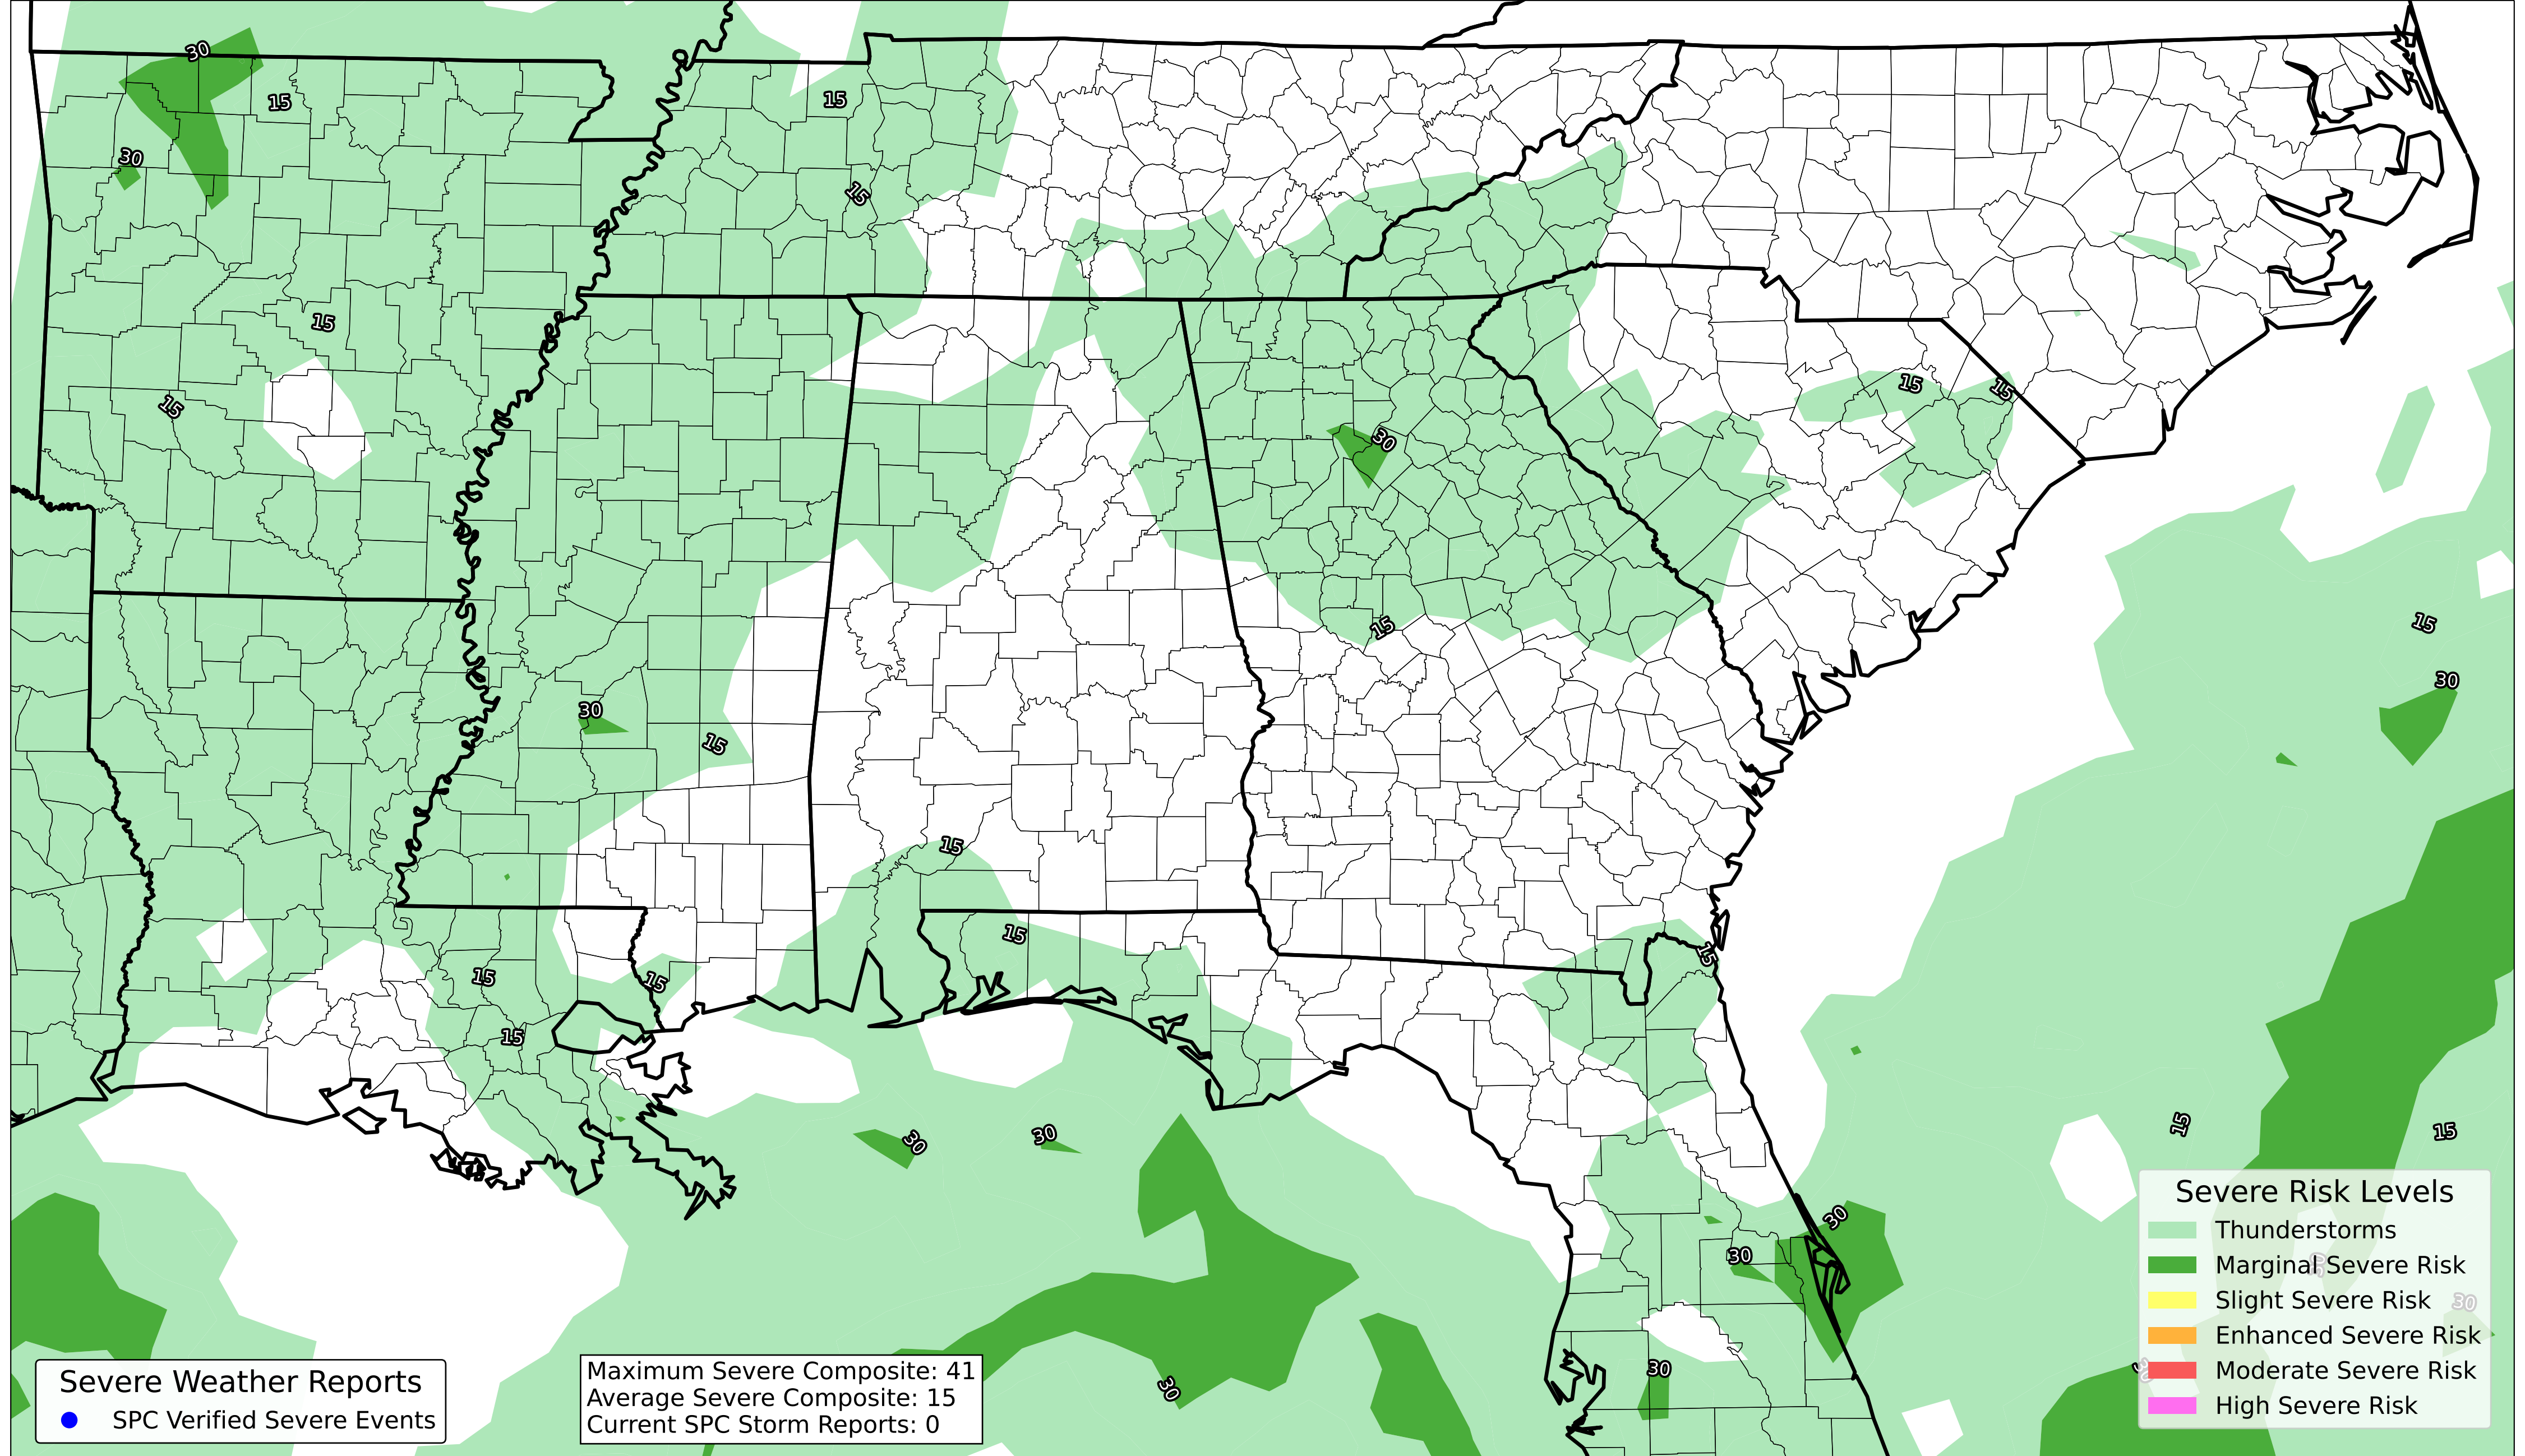 30
15
15
30
15
15
15
30
15
15
15
30
15
30
15
15
30
15
15
15
15
15
15
30
30
15
15
30
30
30
30
Severe Risk Levels
Thunderstorms
Marginal Severe Risk
Slight Severe Risk
Enhanced Severe Risk
Moderate Severe Risk
High Severe Risk
30
Severe Weather Reports
SPC Verified Severe Events
Maximum Severe Composite: 41
Average Severe Composite: 15
Current SPC Storm Reports: 0